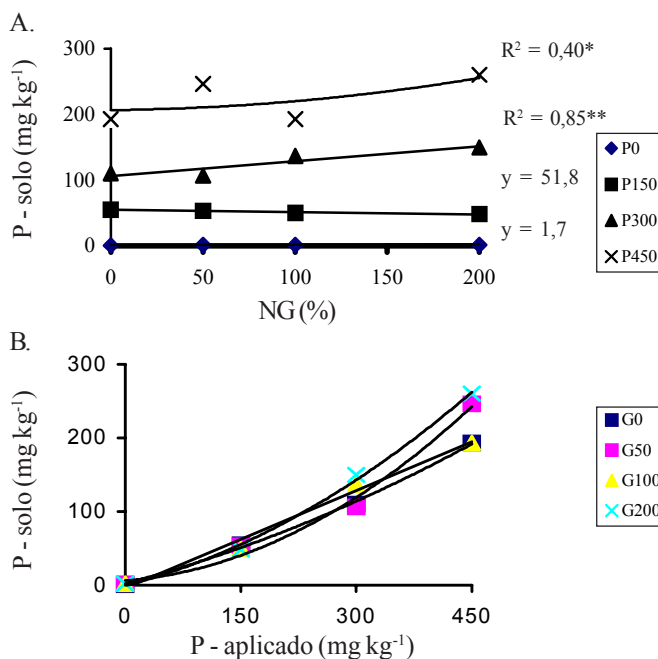 A.
P - solo (mg kg⁻¹)
300
200
100
0
0
50
100
150
200
NG (%)
R² = 0,40*
R² = 0,85**
y = 51,8
y = 1,7
P0
P150
P300
P450
B.
P - solo (mg kg⁻¹)
300
200
100
0
0
150
300
450
P - aplicado (mg kg⁻¹)
G0
G50
G100
G200